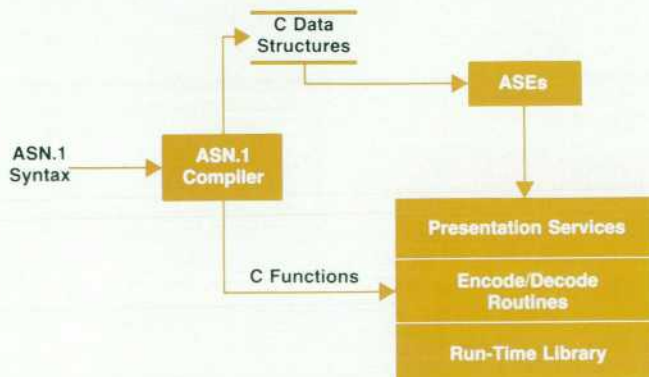 C Data
Structures
ASEs
ASN.1
Syntax
ASN.1
Compiler
Presentation Services
C Functions
Encode/Decode
Routines
Run-Time Library